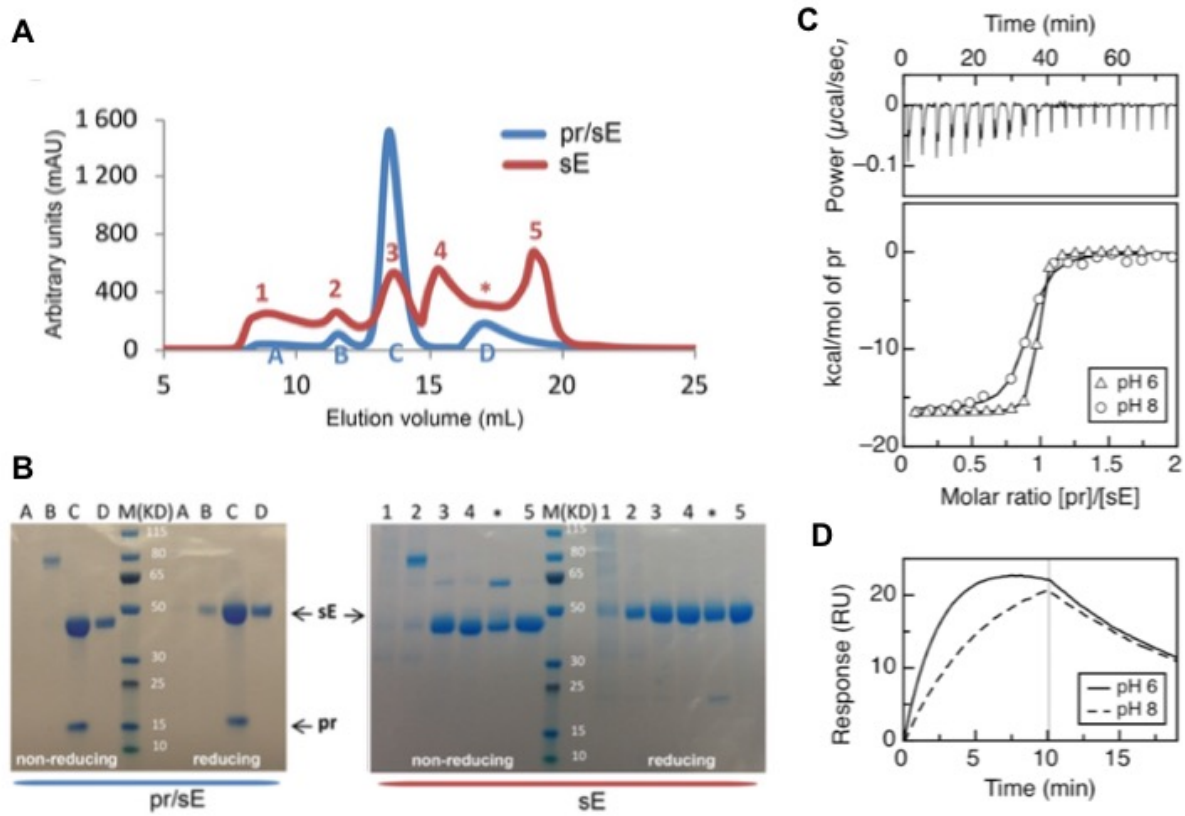 A
Arbitrary units (mAU)
1 600
1 200
800
400
0
pr/sE
sE
1
2
3
4
*
5
A
B
C
D
5
10
15
20
25
Elution volume (mL)
B
A B C D M(KD) A B C D
115
80
65
50
30
25
15
10
non-reducing
reducing
pr/sE
← sE →
← pr
1 2 3 4 * 5 M(KD) 1 2 3 4 * 5
115
80
65
50
30
25
15
10
non-reducing
reducing
sE
C
Time (min)
0 20 40 60
Power (µcal/sec,
0
−0.1
kcal/mol of pr
0
−10
−20
△ pH 6
○ pH 8
0 0.5 1 1.5 2
Molar ratio [pr]/[sE]
D
Response (RU)
20
10
0
pH 6
pH 8
0 5 10 15
Time (min)